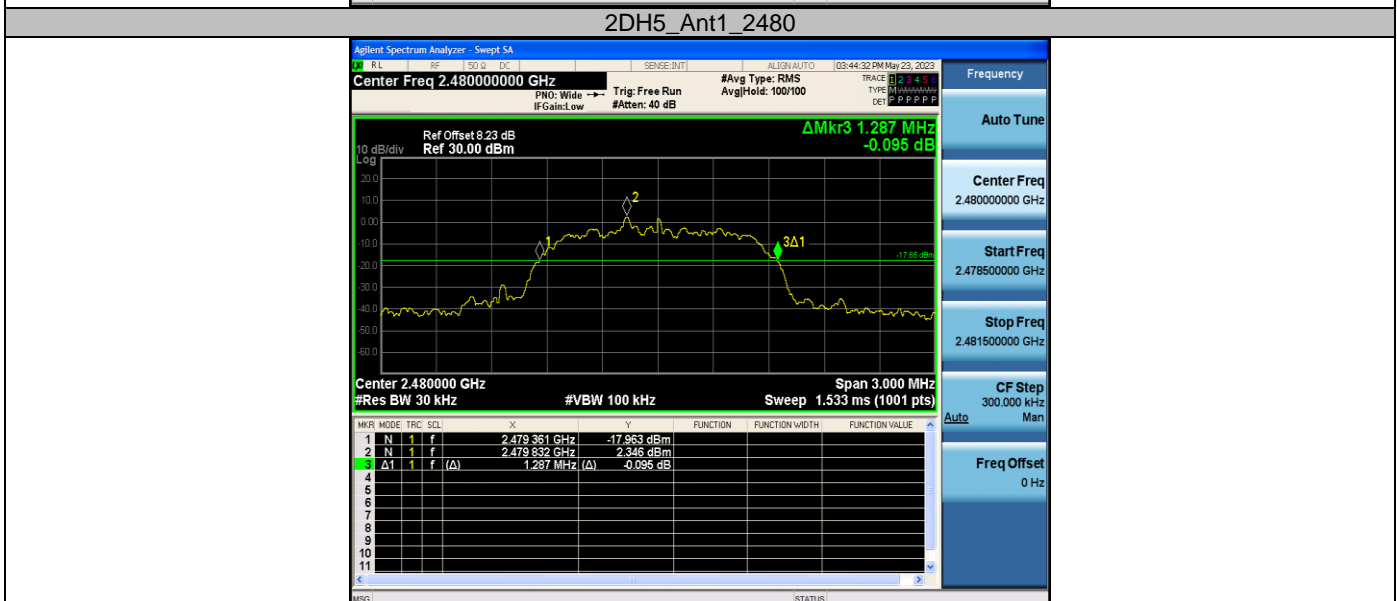 2DH5_Ant1_2480
Agilent Spectrum Analyzer - Swept SA
RL RF 50 Ω DC SENSE:INT ALIGN AUTO 03:44:32 PM May 23, 2023
Center Freq 2.480000000 GHz
PNO: Wide
IFGain:Low
Trig: Free Run
#Atten: 40 dB
#Avg Type: RMS
Avg|Hold: 100/100
TRACE 1 2 3 4 5 6
TYPE M WWWWW
DET P P P P P P
ΔMkr3 1.287 MHz
-0.095 dB
Ref Offset 8.23 dB
10 dB/div Ref 30.00 dBm
Log
20.0
10.0
0.00
-10.0
-20.0
-30.0
-40.0
-50.0
-60.0
1
2
3Δ1
Center 2.480000 GHz Span 3.000 MHz
#Res BW 30 kHz #VBW 100 kHz Sweep 1.533 ms (1001 pts)
MKR MODE TRC SCL X Y FUNCTION FUNCTION WIDTH FUNCTION VALUE
1 N 1 f 2.479 361 GHz -17.963 dBm
2 N 1 f 2.479 832 GHz 2.346 dBm
3 Δ1 1 f (Δ) 1.287 MHz (Δ) -0.095 dB
4
5
6
7
8
9
10
11
MSG STATUS
Frequency
Auto Tune
Center Freq
2.480000000 GHz
Start Freq
2.478500000 GHz
Stop Freq
2.481500000 GHz
CF Step
300.000 kHz
Auto Man
Freq Offset
0 Hz